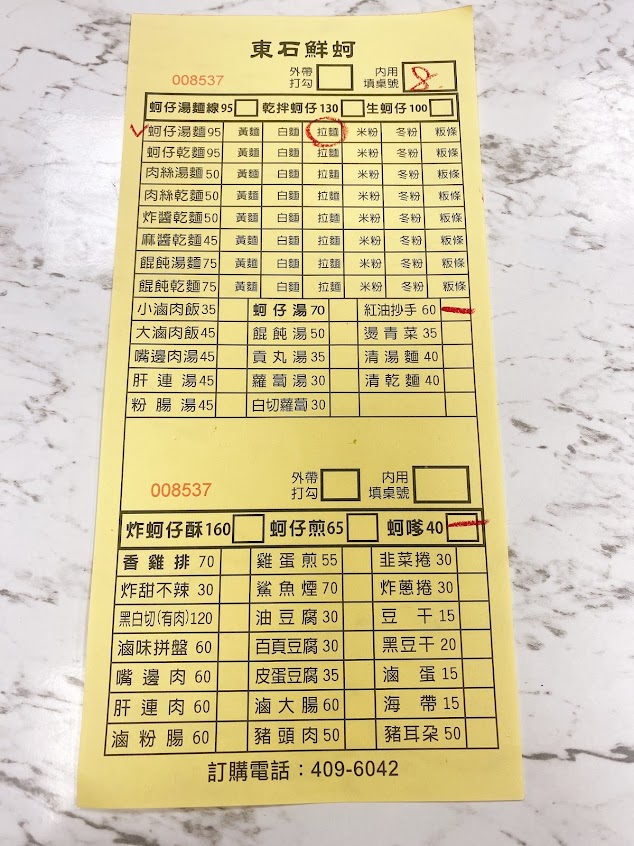 東石鮮蚵
008537 外帶打勾 內用填桌號 8
蚵仔湯麵線95 乾拌蚵仔130 生蚵仔100
蚵仔湯麵95 黃麵 白麵 拉麵 米粉 冬粉 粄條
蚵仔乾麵95 黃麵 白麵 拉麵 米粉 冬粉 粄條
肉絲湯麵50 黃麵 白麵 拉麵 米粉 冬粉 粄條
肉絲乾麵50 黃麵 白麵 拉麵 米粉 冬粉 粄條
炸醬乾麵50 黃麵 白麵 拉麵 米粉 冬粉 粄條
麻醬乾麵45 黃麵 白麵 拉麵 米粉 冬粉 粄條
餛飩湯麵75 黃麵 白麵 拉麵 米粉 冬粉 粄條
餛飩乾麵75 黃麵 白麵 拉麵 米粉 冬粉 粄條
小滷肉飯35 蚵仔湯70 紅油抄手60
大滷肉飯45 餛飩湯50 燙青菜35
嘴邊肉湯45 貢丸湯35 清湯麵40
肝連湯45 蘿蔔湯30 清乾麵40
粉腸湯45 白切蘿蔔30
008537 外帶打勾 內用填桌號
炸蚵仔酥160 蚵仔煎65 蚵嗲40
香雞排70 雞蛋煎55 韭菜捲30
炸甜不辣30 鯊魚煙70 炸蔥捲30
黑白切(有肉)120 油豆腐30 豆干15
滷味拼盤60 百頁豆腐30 黑豆干20
嘴邊肉60 皮蛋豆腐35 滷蛋15
肝連肉60 滷大腸60 海帶15
滷粉腸60 豬頭肉50 豬耳朵50
訂購電話：409-6042